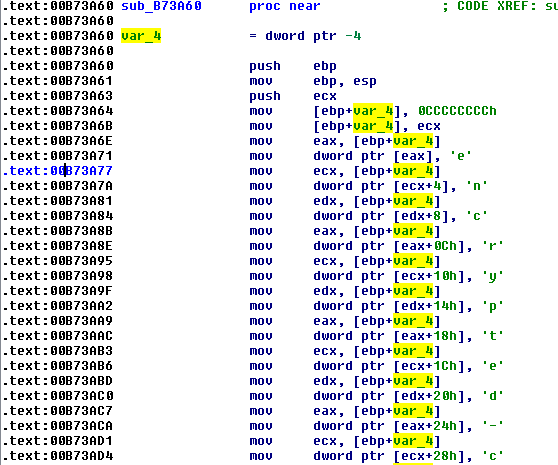 .text:00B73A60 sub_B73A60 proc near ; CODE XREF: su
.text:00B73A60
.text:00B73A60 var_4 = dword ptr -4
.text:00B73A60
.text:00B73A60 push ebp
.text:00B73A61 mov ebp, esp
.text:00B73A63 push ecx
.text:00B73A64 mov [ebp+var_4], 0CCCCCCCCh
.text:00B73A6B mov [ebp+var_4], ecx
.text:00B73A6E mov eax, [ebp+var_4]
.text:00B73A71 mov dword ptr [eax], 'e'
.text:00B73A77 mov ecx, [ebp+var_4]
.text:00B73A7A mov dword ptr [ecx+4], 'n'
.text:00B73A81 mov edx, [ebp+var_4]
.text:00B73A84 mov dword ptr [edx+8], 'c'
.text:00B73A8B mov eax, [ebp+var_4]
.text:00B73A8E mov dword ptr [eax+0Ch], 'r'
.text:00B73A95 mov ecx, [ebp+var_4]
.text:00B73A98 mov dword ptr [ecx+10h], 'y'
.text:00B73A9F mov edx, [ebp+var_4]
.text:00B73AA2 mov dword ptr [edx+14h], 'p'
.text:00B73AA9 mov eax, [ebp+var_4]
.text:00B73AAC mov dword ptr [eax+18h], 't'
.text:00B73AB3 mov ecx, [ebp+var_4]
.text:00B73AB6 mov dword ptr [ecx+1Ch], 'e'
.text:00B73ABD mov edx, [ebp+var_4]
.text:00B73AC0 mov dword ptr [edx+20h], 'd'
.text:00B73AC7 mov eax, [ebp+var_4]
.text:00B73ACA mov dword ptr [eax+24h], '-'
.text:00B73AD1 mov ecx, [ebp+var_4]
.text:00B73AD4 mov dword ptr [ecx+28h], 'c'